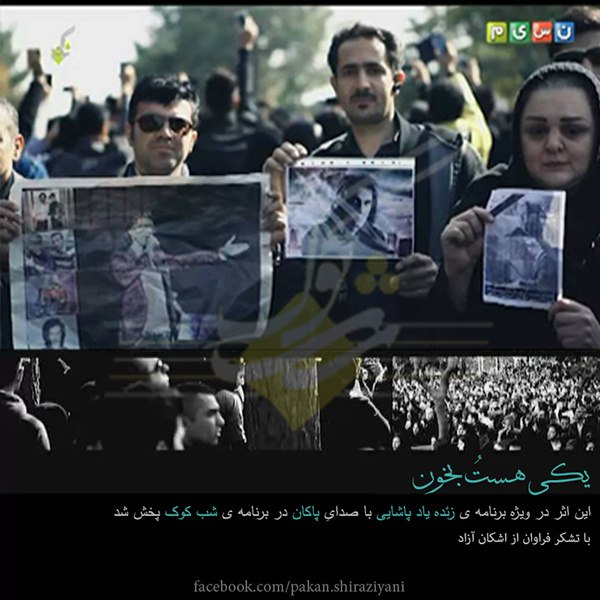 نسیم
یکی هستُ بخون
این اثر در ویژه برنامه ی زنده یاد پاشایی با صدایِ پاکان در برنامه ی شب کوک پخش شد
با تشکر فراوان از اشکان آزاد
facebook.com/pakan.shiraziyani